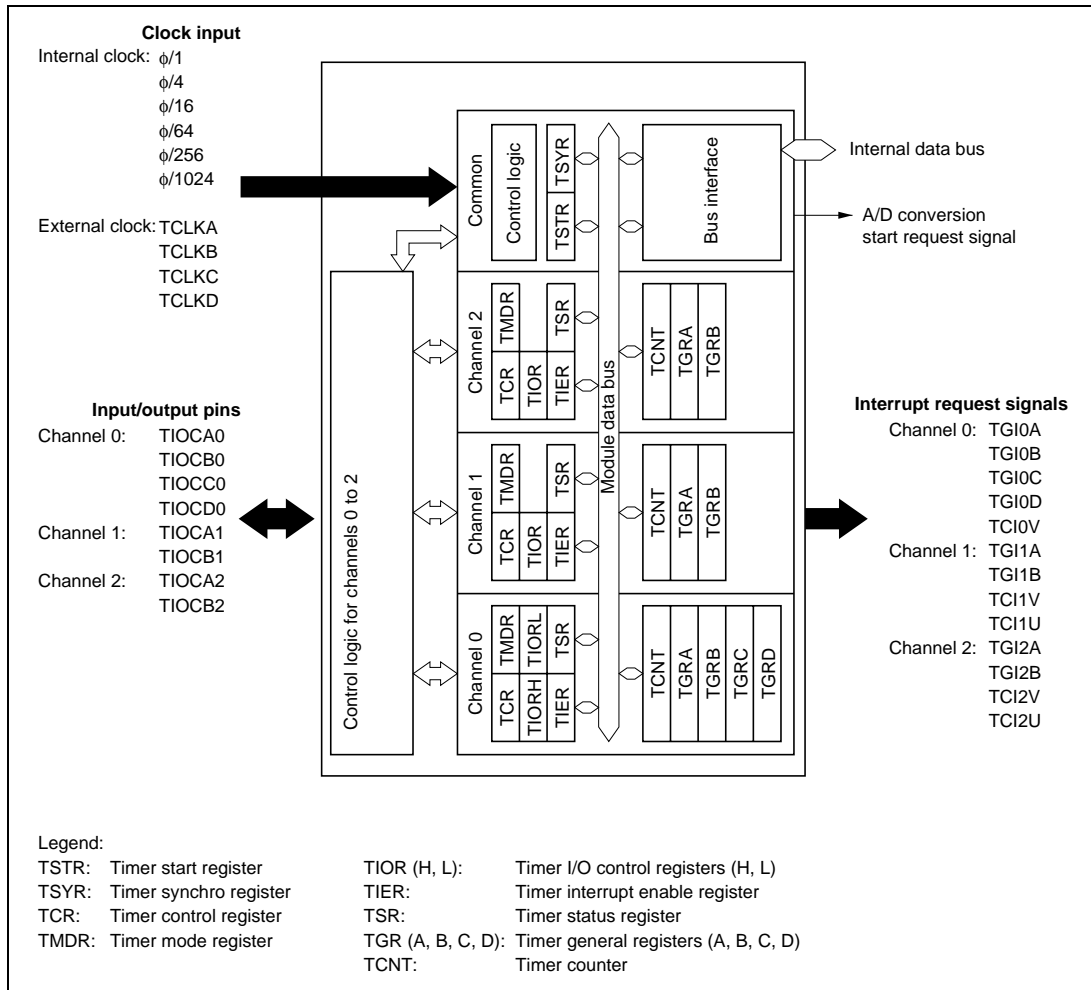 Clock input
Internal clock: ϕ/1
ϕ/4
ϕ/16
ϕ/64
ϕ/256
ϕ/1024
External clock: TCLKA
TCLKB
TCLKC
TCLKD
Input/output pins
Channel 0: TIOCA0
TIOCB0
TIOCC0
TIOCD0
Channel 1: TIOCA1
TIOCB1
Channel 2: TIOCA2
TIOCB2
Control logic for channels 0 to 2
Common
Control logic
TSTR TSYR
Bus interface
Channel 2
TCR TMDR
TIOR
TIER TSR
TCNT
TGRA
TGRB
Channel 1
TCR TMDR
TIOR
TIER TSR
TCNT
TGRA
TGRB
Channel 0
TCR TMDR
TIORH TIORL
TIER TSR
TCNT
TGRA
TGRB
TGRC
TGRD
Module data bus
Internal data bus
A/D conversion
start request signal
Interrupt request signals
Channel 0: TGI0A
TGI0B
TGI0C
TGI0D
TCI0V
Channel 1: TGI1A
TGI1B
TCI1V
TCI1U
Channel 2: TGI2A
TGI2B
TCI2V
TCI2U
Legend:
TSTR: Timer start register
TSYR: Timer synchro register
TCR: Timer control register
TMDR: Timer mode register
TIOR (H, L): Timer I/O control registers (H, L)
TIER: Timer interrupt enable register
TSR: Timer status register
TGR (A, B, C, D): Timer general registers (A, B, C, D)
TCNT: Timer counter